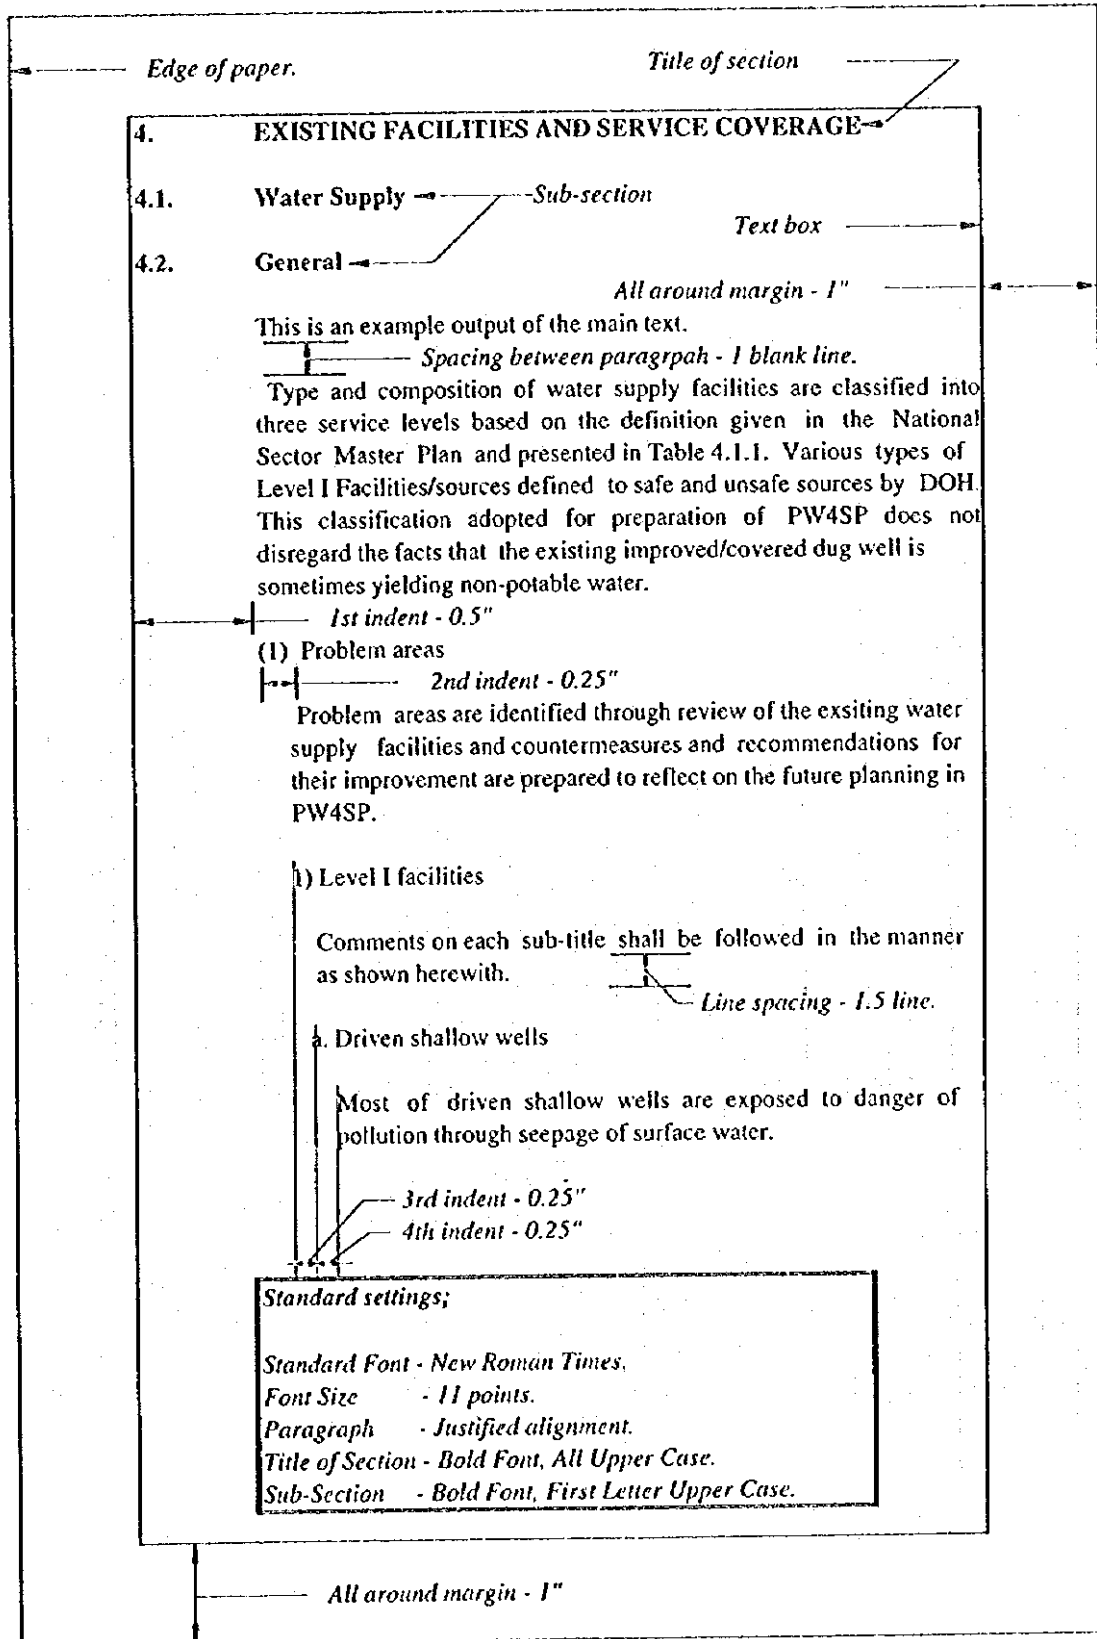 Edge of paper.
Title of section
4. EXISTING FACILITIES AND SERVICE COVERAGE
4.1. Water Supply
Sub-section
Text box
4.2. General
All around margin - 1"
This is an example output of the main text.
Spacing between paragrpah - 1 blank line.
Type and composition of water supply facilities are classified into
three service levels based on the definition given in the National
Sector Master Plan and presented in Table 4.1.1. Various types of
Level I Facilities/sources defined to safe and unsafe sources by DOH.
This classification adopted for preparation of PW4SP does not
disregard the facts that the existing improved/covered dug well is
sometimes yielding non-potable water.
1st indent - 0.5"
(1) Problem areas
2nd indent - 0.25"
Problem areas are identified through review of the exsiting water
supply facilities and countermeasures and recommendations for
their improvement are prepared to reflect on the future planning in
PW4SP.
1) Level I facilities
Comments on each sub-title shall be followed in the manner
as shown herewith.
Line spacing - 1.5 line.
a. Driven shallow wells
Most of driven shallow wells are exposed to danger of
pollution through seepage of surface water.
3rd indent - 0.25"
4th indent - 0.25"
Standard settings;
Standard Font - New Roman Times.
Font Size - 11 points.
Paragraph - Justified alignment.
Title of Section - Bold Font, All Upper Case.
Sub-Section - Bold Font, First Letter Upper Case.
All around margin - 1"